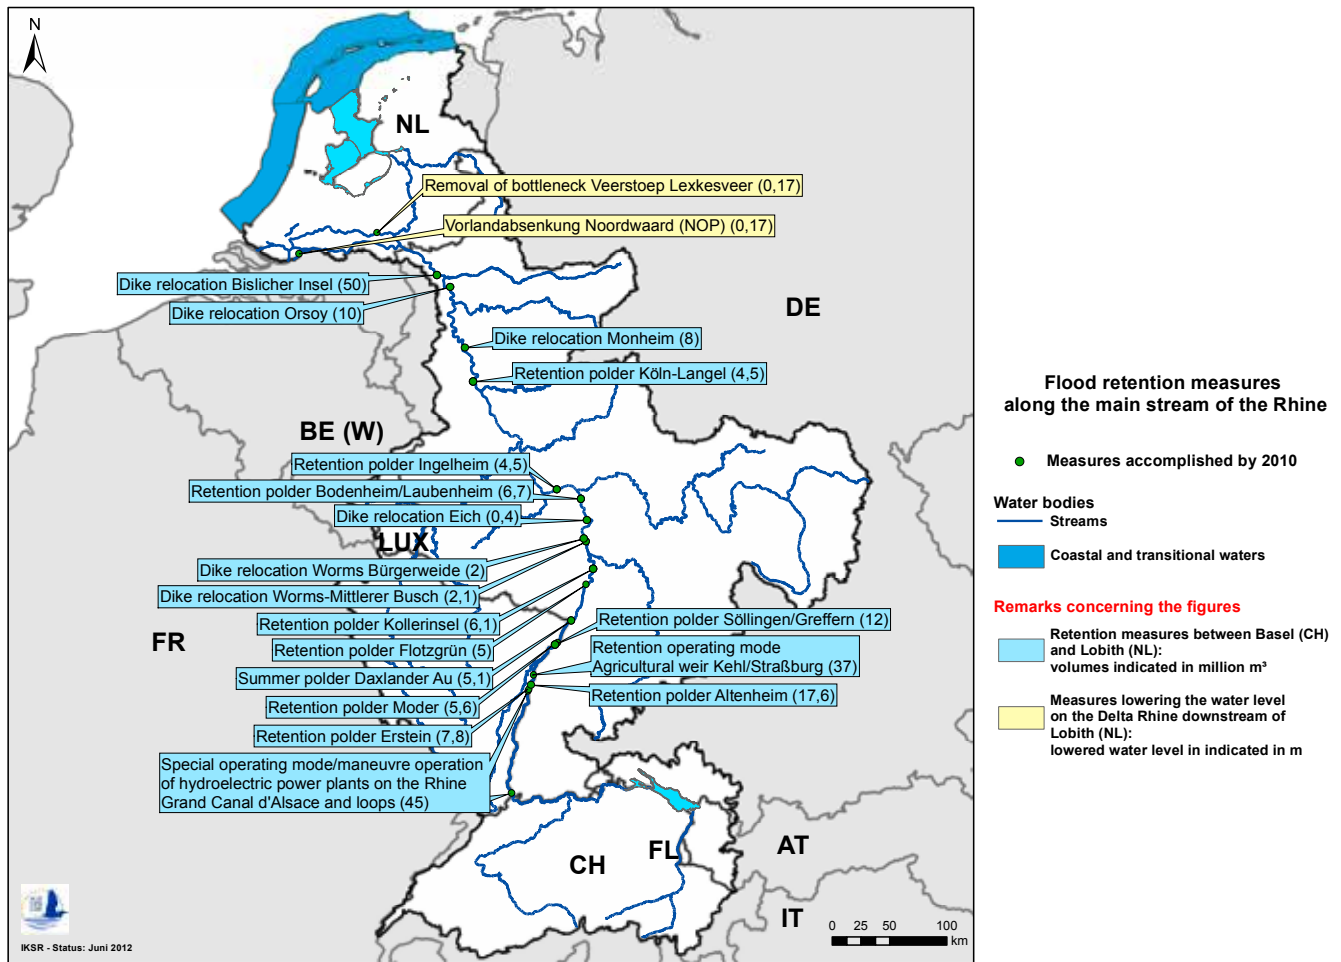 N
NL
Removal of bottleneck Veerstoep Lexkesveer (0,17)
Vorlandabsenkung Noordwaard (NOP) (0,17)
Dike relocation Bislicher Insel (50)
Dike relocation Orsoy (10)
DE
Dike relocation Monheim (8)
Retention polder Köln-Langel (4,5)
BE (W)
Retention polder Ingelheim (4,5)
Retention polder Bodenheim/Laubenheim (6,7)
Dike relocation Eich (0,4)
LUX
Dike relocation Worms Bürgerweide (2)
Dike relocation Worms-Mittlerer Busch (2,1)
Retention polder Kollerinsel (6,1)
FR
Retention polder Flotzgrün (5)
Summer polder Daxlander Au (5,1)
Retention polder Moder (5,6)
Retention polder Erstein (7,8)
Special operating mode/maneuvre operation
of hydroelectric power plants on the Rhine
Grand Canal d'Alsace and loops (45)
Retention polder Söllingen/Greffern (12)
Retention operating mode
Agricultural weir Kehl/Straßburg (37)
Retention polder Altenheim (17,6)
CH
FL
AT
IT
0 25 50 100
km
IKSR - Status: Juni 2012
Flood retention measures
along the main stream of the Rhine
Measures accomplished by 2010
Water bodies
Streams
Coastal and transitional waters
Remarks concerning the figures
Retention measures between Basel (CH)
and Lobith (NL):
volumes indicated in million m³
Measures lowering the water level
on the Delta Rhine downstream of
Lobith (NL):
lowered water level in indicated in m